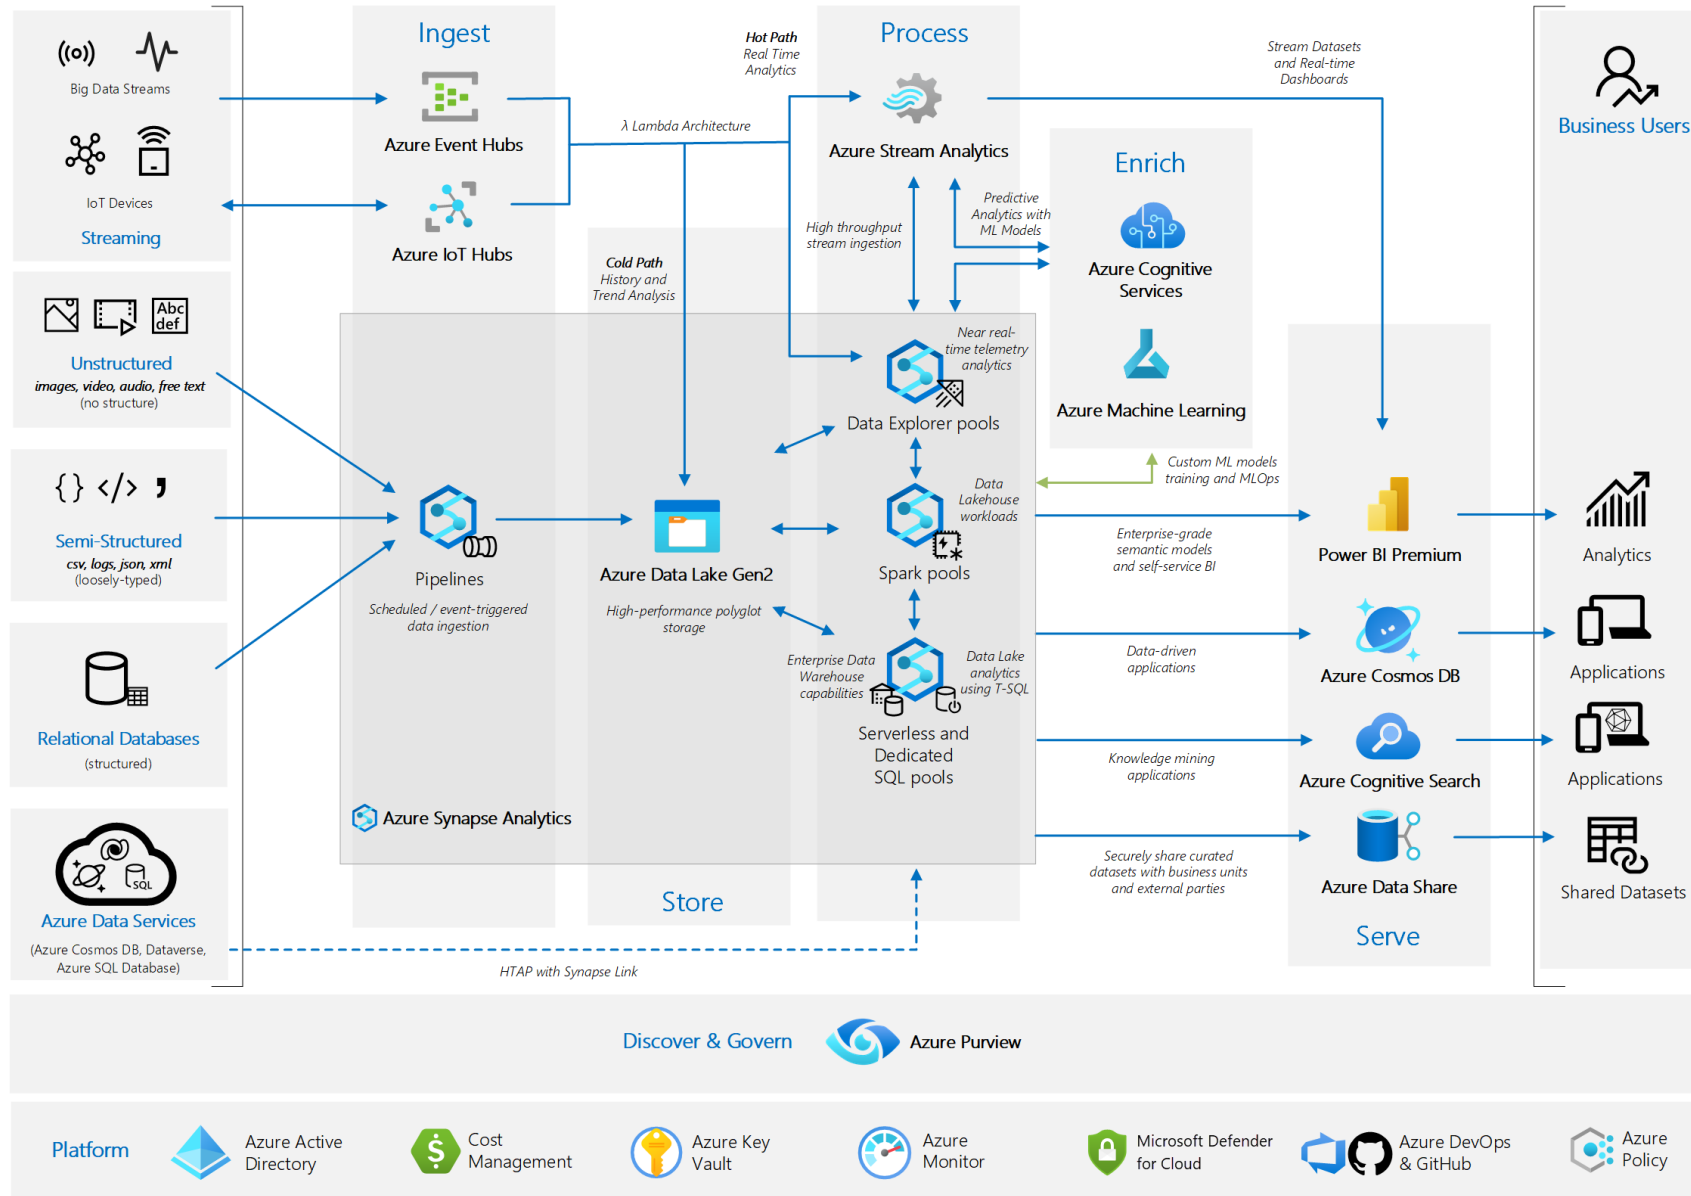 Big Data Streams
IoT Devices
Streaming
Abc
def
Unstructured
images, video, audio, free text
(no structure)
{} </> ,
Semi-Structured
csv, logs, json, xml
(loosely-typed)
Relational Databases
(structured)
SQL
Azure Data Services
(Azure Cosmos DB, Dataverse,
Azure SQL Database)
Ingest
Azure Event Hubs
Azure IoT Hubs
λ Lambda Architecture
Hot Path
Real Time
Analytics
Cold Path
History and
Trend Analysis
Pipelines
Scheduled / event-triggered
data ingestion
Azure Synapse Analytics
Azure Data Lake Gen2
High-performance polyglot
storage
Store
HTAP with Synapse Link
Process
Azure Stream Analytics
High throughput
stream ingestion
Predictive
Analytics with
ML Models
Near real-
time telemetry
analytics
Data Explorer pools
Data
Lakehouse
workloads
Spark pools
Enterprise Data
Warehouse
capabilities
Data Lake
analytics
using T-SQL
Serverless and
Dedicated
SQL pools
Enrich
Azure Cognitive
Services
Azure Machine Learning
Custom ML models
training and MLOps
Stream Datasets
and Real-time
Dashboards
Enterprise-grade
semantic models
and self-service BI
Data-driven
applications
Knowledge mining
applications
Securely share curated
datasets with business units
and external parties
Power BI Premium
Azure Cosmos DB
Azure Cognitive Search
Azure Data Share
Serve
Business Users
Analytics
Applications
Applications
Shared Datasets
Discover & Govern
Azure Purview
Platform
Azure Active
Directory
$
Cost
Management
Azure Key
Vault
Azure
Monitor
Microsoft Defender
for Cloud
Azure DevOps
& GitHub
Azure
Policy